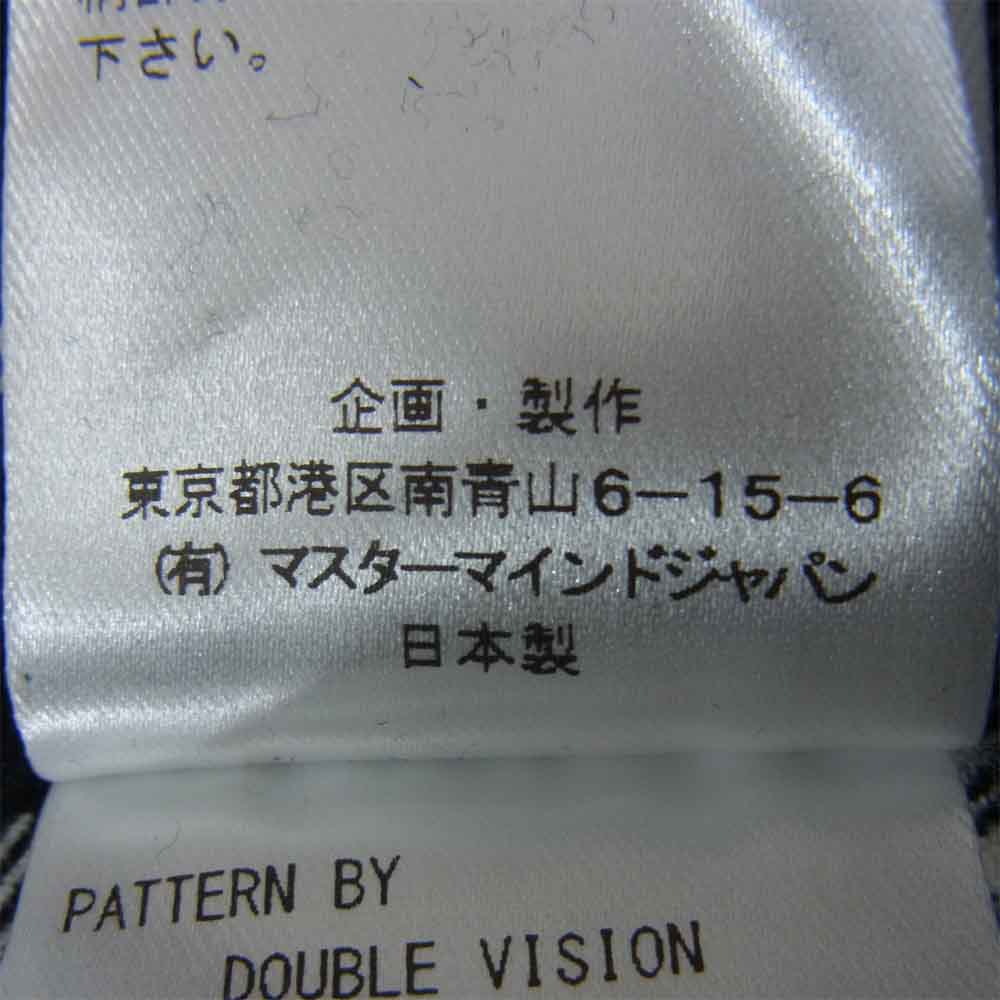 下さい。
企画・製作
東京都港区南青山6－15－6
(有) マスターマインドジャパン
日本製
PATTERN BY
DOUBLE VISION